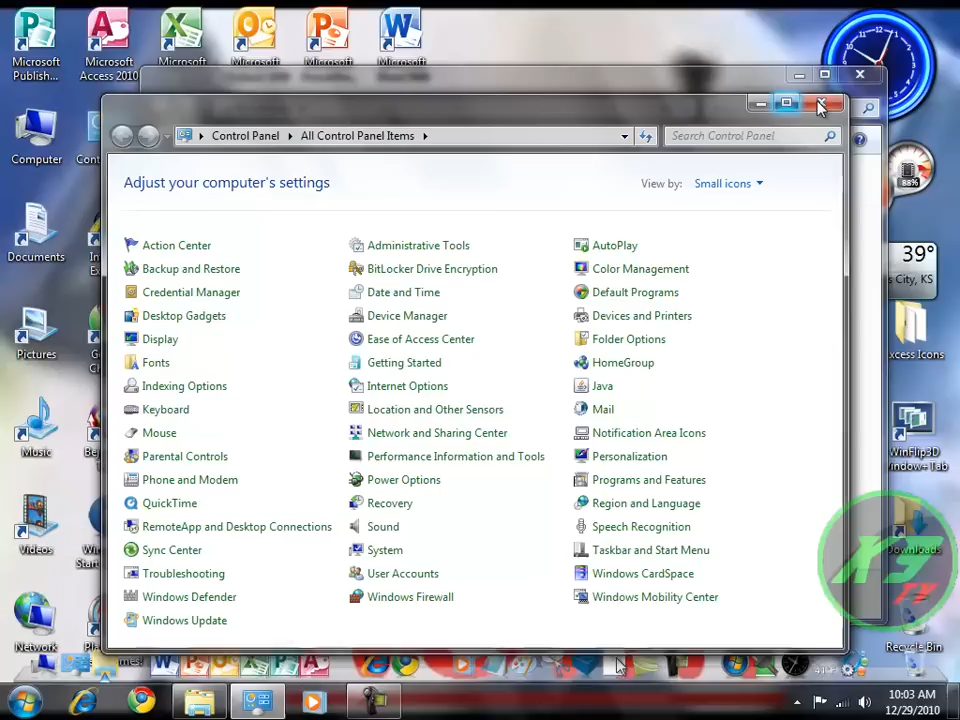 Microsoft Publish...
Microsoft Access 2010
Microsoft
Microsoft
Microsoft
Microsoft
Computer
Documents
Pictures
Music
Videos
Network
Control Panel
All Control Panel Items
Search Control Panel
Adjust your computer's settings
View by: Small icons
Action Center
Administrative Tools
AutoPlay
Backup and Restore
BitLocker Drive Encryption
Color Management
Credential Manager
Date and Time
Default Programs
Desktop Gadgets
Device Manager
Devices and Printers
Display
Ease of Access Center
Folder Options
Fonts
Getting Started
HomeGroup
Indexing Options
Internet Options
Java
Keyboard
Location and Other Sensors
Mail
Mouse
Network and Sharing Center
Notification Area Icons
Parental Controls
Performance Information and Tools
Personalization
Phone and Modem
Power Options
Programs and Features
QuickTime
Recovery
Region and Language
RemoteApp and Desktop Connections
Sound
Speech Recognition
Sync Center
System
Taskbar and Start Menu
Troubleshooting
User Accounts
Windows CardSpace
Windows Defender
Windows Firewall
Windows Mobility Center
Windows Update
88%
39°
s City, KS
xcess Icons
WinFlip3D
Downloads
TV
Recycle Bin
10:03 AM
12/29/2010